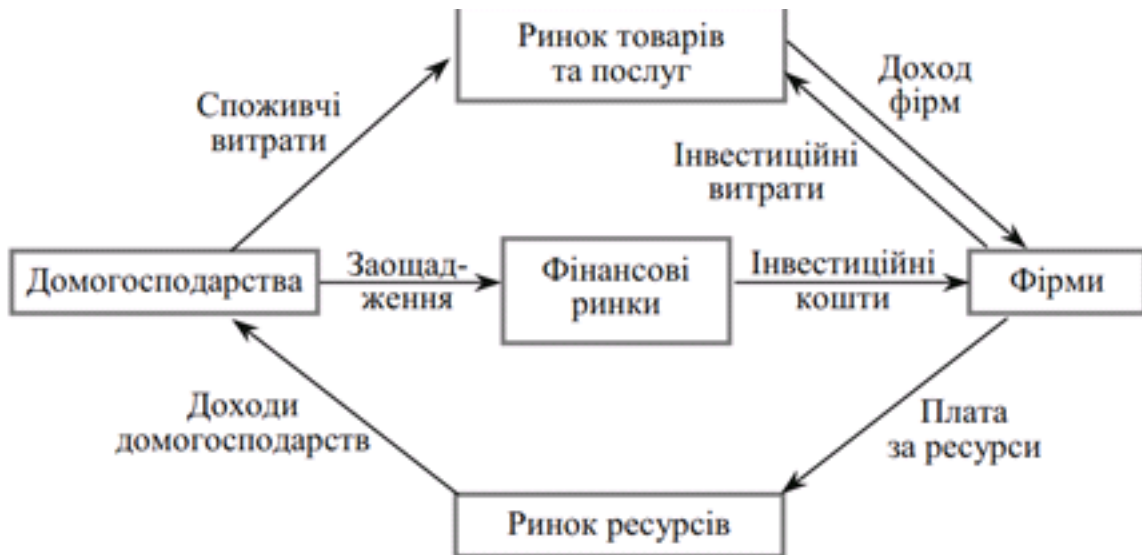 Ринок товарів
та послуг
Доход
фірм
Споживчі
витрати
Інвестиційні
витрати
Домогосподарства
Заощад-
ження
Фінансові
ринки
Інвестиційні
кошти
Фірми
Доходи
домогосподарств
Плата
за ресурси
Ринок ресурсів